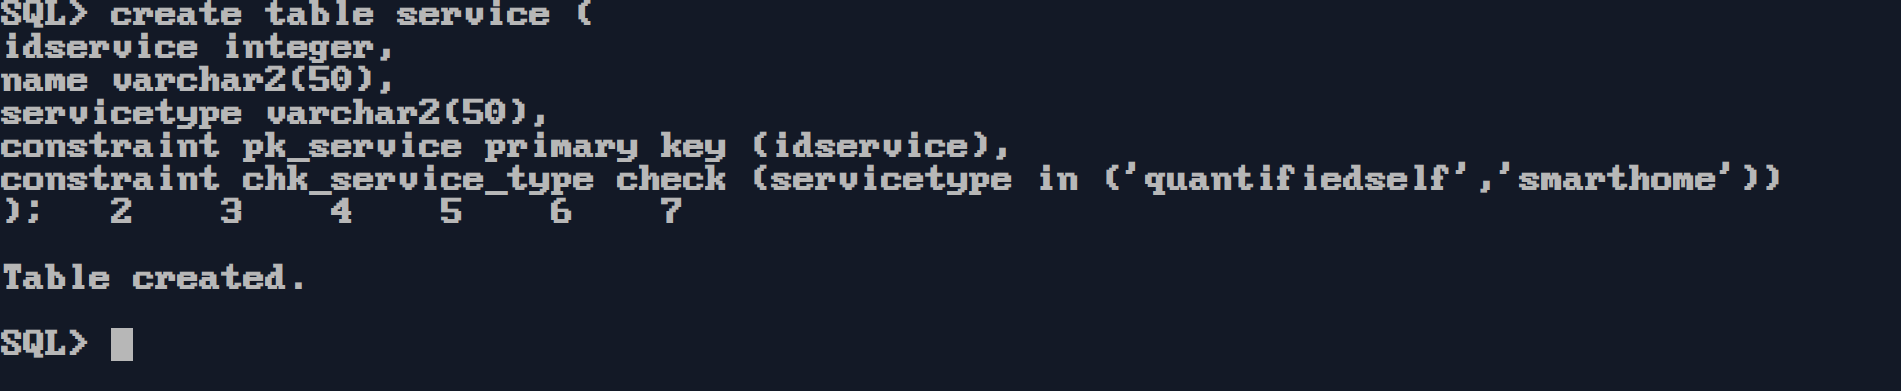 SQL> create table service (
idservice integer,
name varchar2(50),
servicetype varchar2(50),
constraint pk_service primary key (idservice),
constraint chk_service_type check (servicetype in ('quantifiedself','smarthome'))
);   2    3    4    5    6    7
Table created.
SQL>